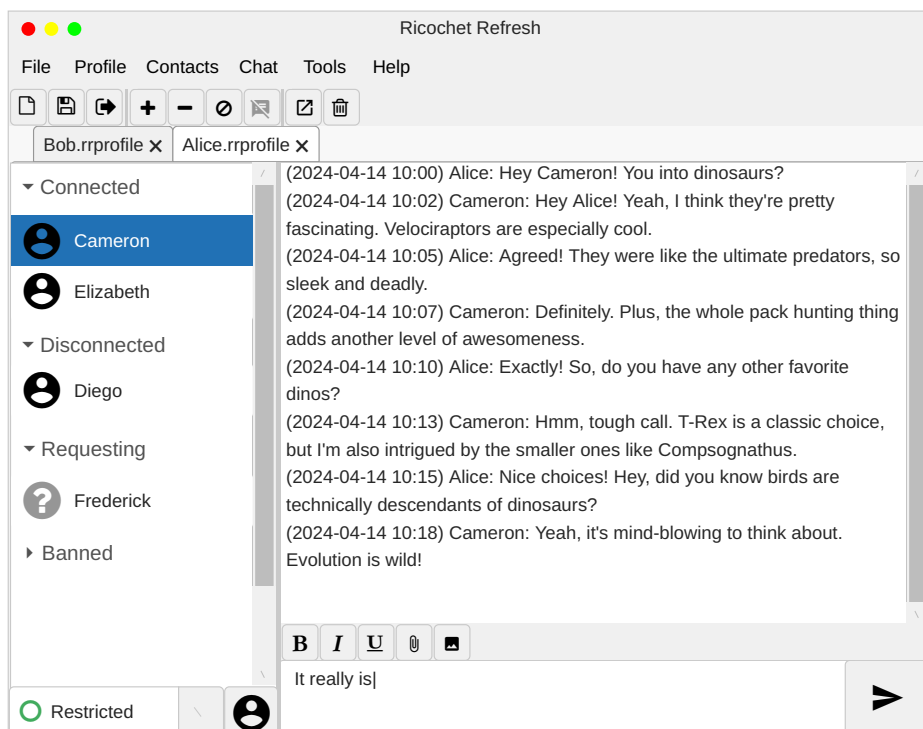 Ricochet Refresh
File Profile Contacts Chat Tools Help
Bob.rrprofile Alice.rrprofile
Connected
Cameron
Elizabeth
Disconnected
Diego
Requesting
Frederick
Banned
Restricted
(2024-04-14 10:00) Alice: Hey Cameron! You into dinosaurs?
(2024-04-14 10:02) Cameron: Hey Alice! Yeah, I think they're pretty
fascinating. Velociraptors are especially cool.
(2024-04-14 10:05) Alice: Agreed! They were like the ultimate predators, so
sleek and deadly.
(2024-04-14 10:07) Cameron: Definitely. Plus, the whole pack hunting thing
adds another level of awesomeness.
(2024-04-14 10:10) Alice: Exactly! So, do you have any other favorite
dinos?
(2024-04-14 10:13) Cameron: Hmm, tough call. T-Rex is a classic choice,
but I'm also intrigued by the smaller ones like Compsognathus.
(2024-04-14 10:15) Alice: Nice choices! Hey, did you know birds are
technically descendants of dinosaurs?
(2024-04-14 10:18) Cameron: Yeah, it's mind-blowing to think about.
Evolution is wild!
B I U
It really is